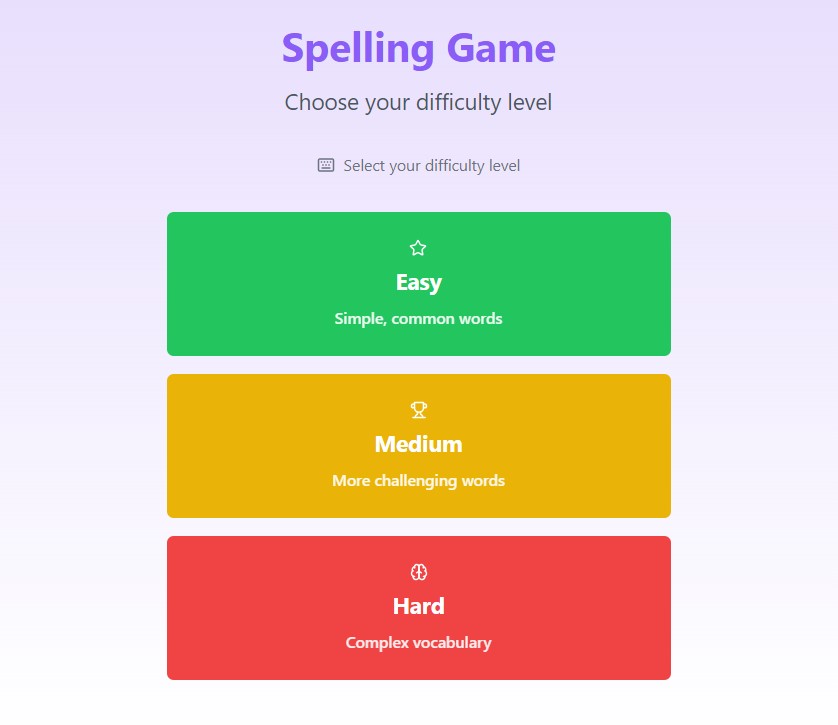 Spelling Game
Choose your difficulty level
Select your difficulty level
Easy
Simple, common words
Medium
More challenging words
Hard
Complex vocabulary